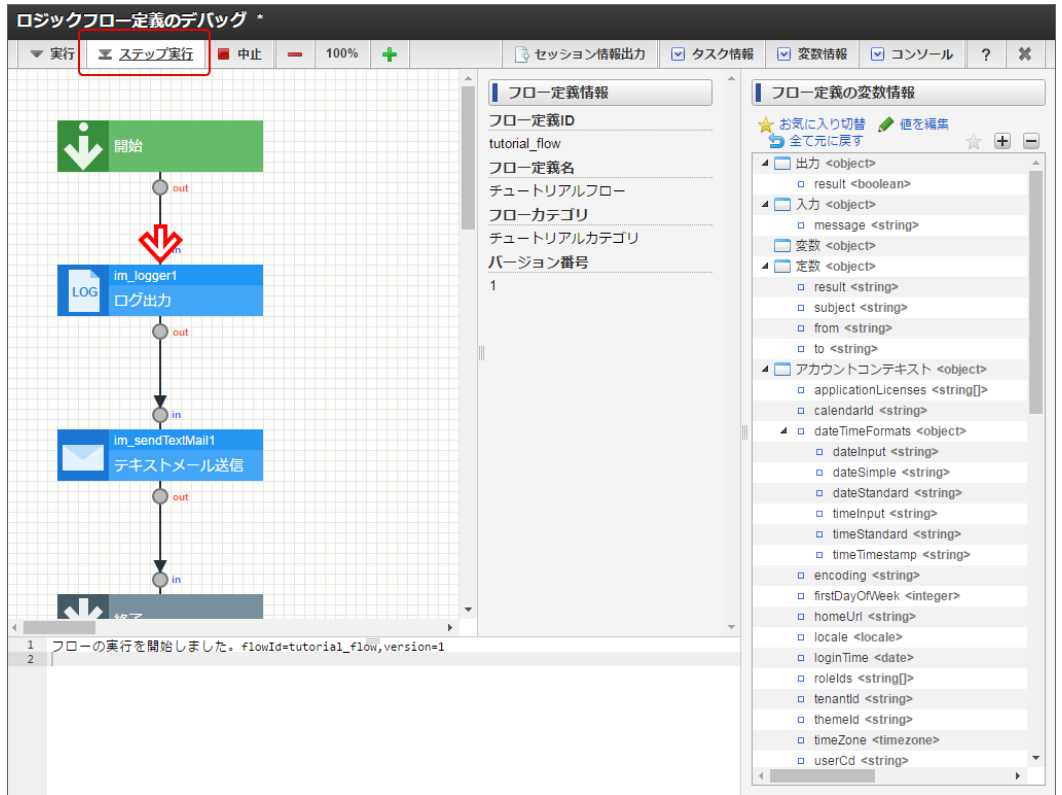 ロジックフロー定義のデバッグ *
実行 ステップ実行 中止 100% セッション情報出力 タスク情報 変数情報 コンソール ?
開始
out
in
im_logger1
LOG
ログ出力
out
in
im_sendTextMail1
テキストメール送信
out
in
終了
フロー定義情報
フロー定義ID
tutorial_flow
フロー定義名
チュートリアルフロー
フローカテゴリ
チュートリアルカテゴリ
バージョン番号
1
フロー定義の変数情報
お気に入り切替 値を編集
全て元に戻す
出力 <object>
result <boolean>
入力 <object>
message <string>
変数 <object>
定数 <object>
result <string>
subject <string>
from <string>
to <string>
アカウントコンテキスト <object>
applicationLicenses <string[]>
calendarId <string>
dateTimeFormats <object>
dateInput <string>
dateSimple <string>
dateStandard <string>
timeInput <string>
timeStandard <string>
timeTimestamp <string>
encoding <string>
firstDayOfWeek <integer>
homeUrl <string>
locale <locale>
loginTime <date>
roleIds <string[]>
tenantId <string>
themeId <string>
timeZone <timezone>
userCd <string>
1 フローの実行を開始しました。flowId=tutorial_flow,version=1
2